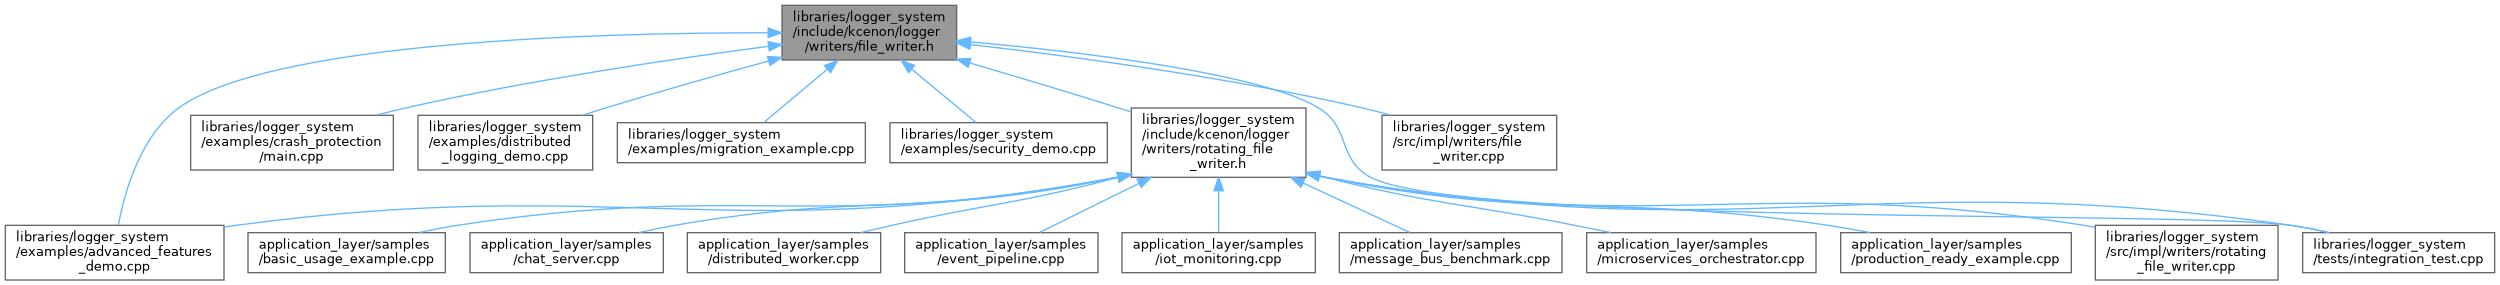 libraries/logger_system
/include/kcenon/logger
/writers/file_writer.h
libraries/logger_system
/examples/crash_protection
/main.cpp
libraries/logger_system
/examples/distributed
_logging_demo.cpp
libraries/logger_system
/examples/migration_example.cpp
libraries/logger_system
/examples/security_demo.cpp
libraries/logger_system
/include/kcenon/logger
/writers/rotating_file
_writer.h
libraries/logger_system
/src/impl/writers/file
_writer.cpp
libraries/logger_system
/examples/advanced_features
_demo.cpp
application_layer/samples
/basic_usage_example.cpp
application_layer/samples
/chat_server.cpp
application_layer/samples
/distributed_worker.cpp
application_layer/samples
/event_pipeline.cpp
application_layer/samples
/iot_monitoring.cpp
application_layer/samples
/message_bus_benchmark.cpp
application_layer/samples
/microservices_orchestrator.cpp
application_layer/samples
/production_ready_example.cpp
libraries/logger_system
/src/impl/writers/rotating
_file_writer.cpp
libraries/logger_system
/tests/integration_test.cpp